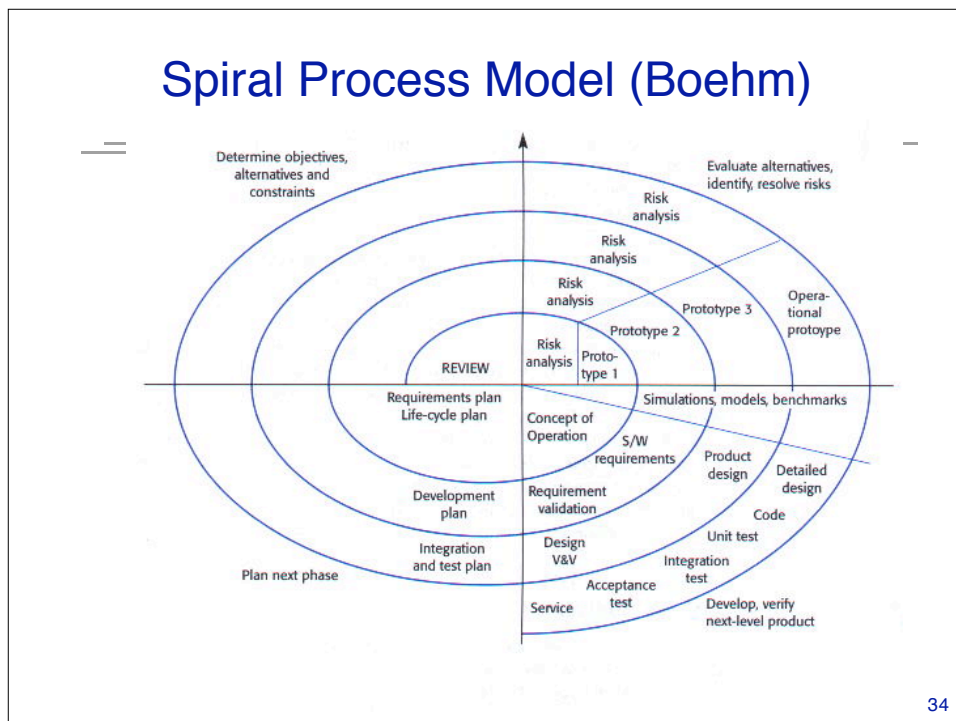 Spiral Process Model (Boehm)
Determine objectives,
alternatives and
constraints
Evaluate alternatives,
identify, resolve risks
Risk
analysis
Risk
analysis
Risk
analysis
Risk
analysis
Proto-
type 1
Prototype 2
Prototype 3
Opera-
tional
protoype
REVIEW
Requirements plan
Life-cycle plan
Simulations, models, benchmarks
Concept of
Operation
S/W
requirements
Product
design
Detailed
design
Development
plan
Requirement
validation
Code
Unit test
Integration
and test plan
Design
V&V
Integration
test
Plan next phase
Acceptance
test
Service
Develop, verify
next-level product
34